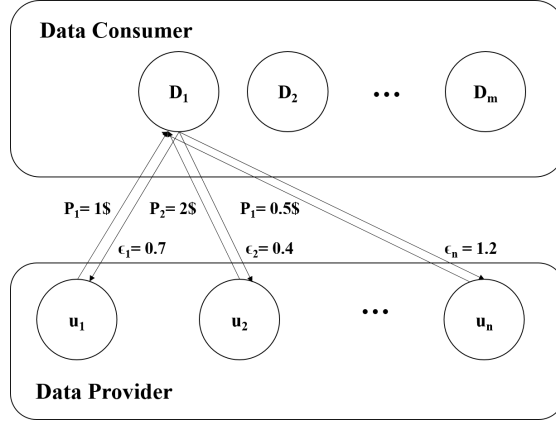 Data Consumer
D₁ D₂ ... Dₘ
P₁= 1$ P₂= 2$ P₁= 0.5$
ϵ₁= 0.7 ϵ₂= 0.4 ϵₙ= 1.2
u₁ u₂ ... uₙ
Data Provider